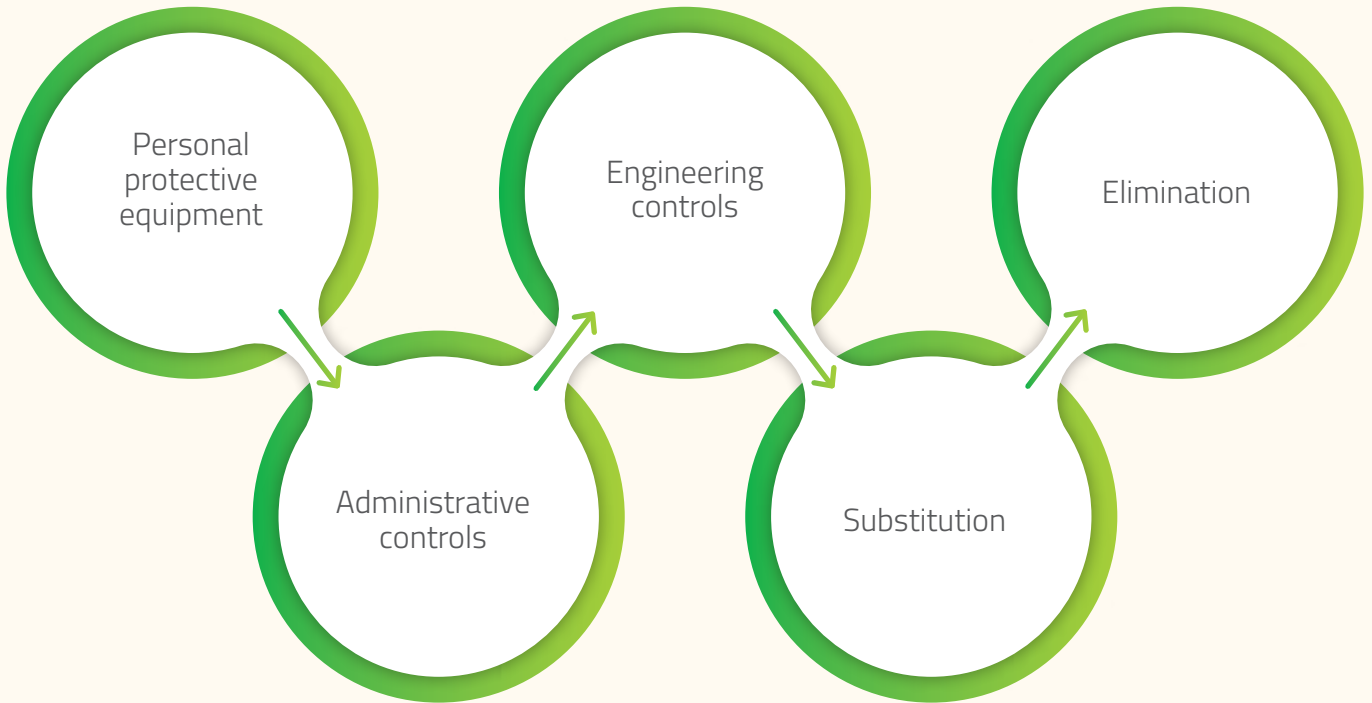 Personal
protective
equipment
Administrative
controls
Engineering
controls
Substitution
Elimination